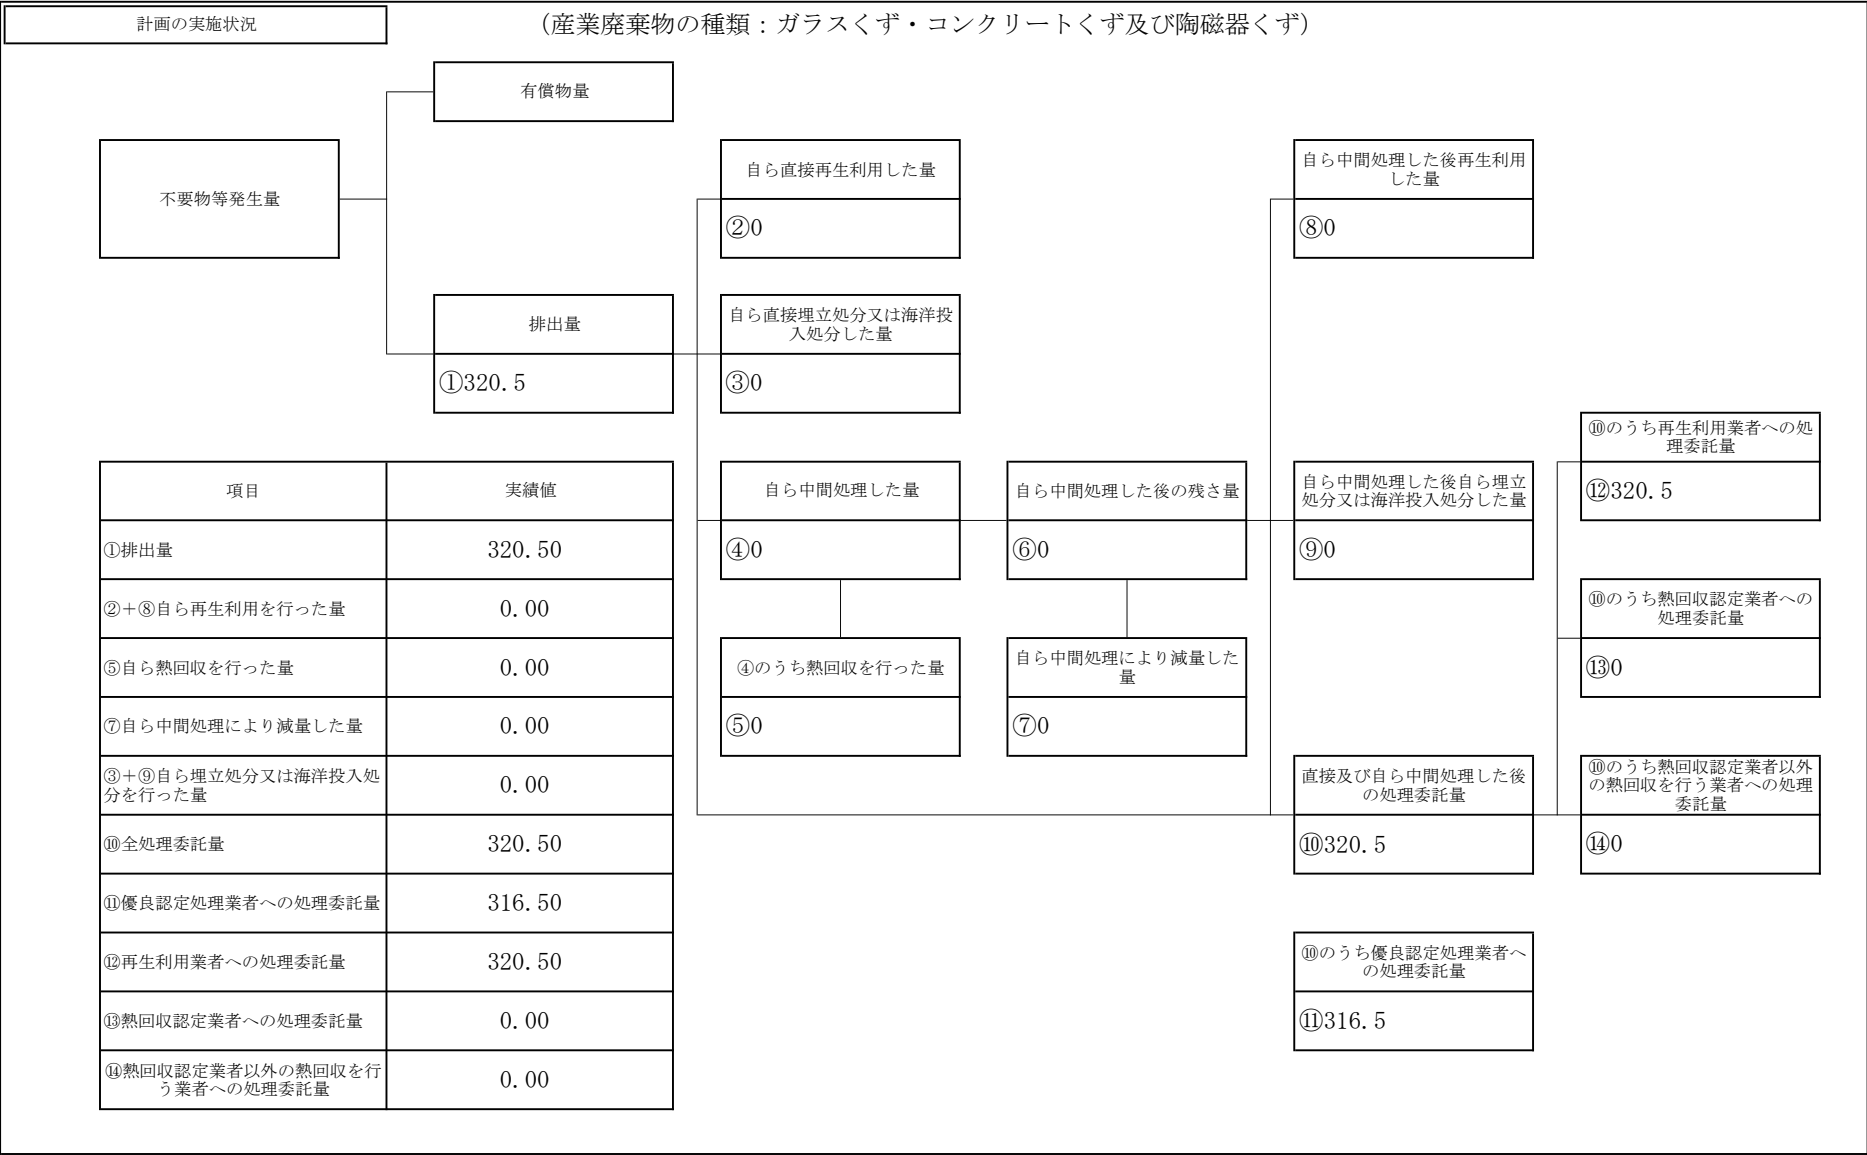 計画の実施状況
（産業廃棄物の種類：ガラスくず・コンクリートくず及び陶磁器くず）
有償物量
不要物等発生量
自ら直接再生利用した量
②0
自ら中間処理した後再生利用
した量
⑧0
排出量
①320.5
自ら直接埋立処分又は海洋投
入処分した量
③0
⑩のうち再生利用業者への処
理委託量
⑫320.5
項目
実績値
①排出量
320.50
②＋⑧自ら再生利用を行った量
0.00
⑤自ら熱回収を行った量
0.00
⑦自ら中間処理により減量した量
0.00
③＋⑨自ら埋立処分又は海洋投入処
分を行った量
0.00
⑩全処理委託量
320.50
⑪優良認定処理業者への処理委託量
316.50
⑫再生利用業者への処理委託量
320.50
⑬熱回収認定業者への処理委託量
0.00
⑭熱回収認定業者以外の熱回収を行
う業者への処理委託量
0.00
自ら中間処理した量
④0
自ら中間処理した後の残さ量
⑥0
自ら中間処理した後自ら埋立
処分又は海洋投入処分した量
⑨0
④のうち熱回収を行った量
⑤0
自ら中間処理により減量した
量
⑦0
⑩のうち熱回収認定業者への
処理委託量
⑬0
直接及び自ら中間処理した後
の処理委託量
⑩320.5
⑩のうち熱回収認定業者以外
の熱回収を行う業者への処理
委託量
⑭0
⑩のうち優良認定処理業者へ
の処理委託量
⑪316.5